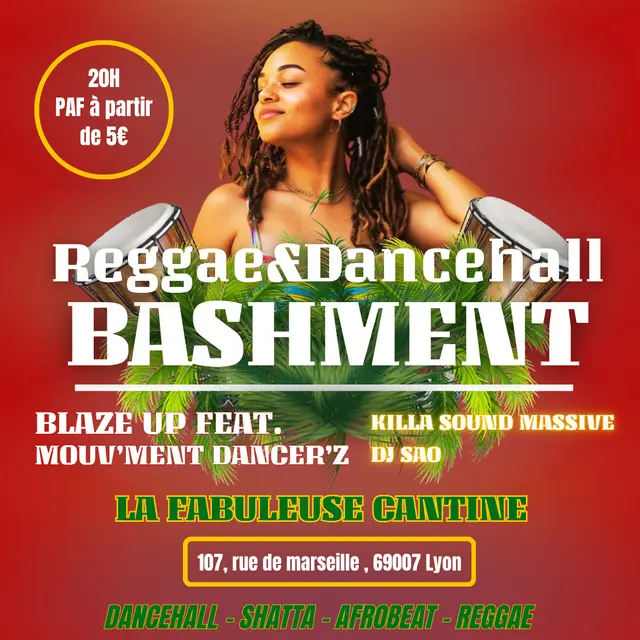 20H
PAF à partir
de 5€
Reggae&Dancehall
BASHMENT
BLAZE UP FEAT.
MOUV'MENT DANCER'Z
KILLA SOUND MASSIVE
DJ SAO
LA FABULEUSE CANTINE
107, rue de marseille , 69007 Lyon
DANCEHALL - SHATTA - AFROBEAT - REGGAE